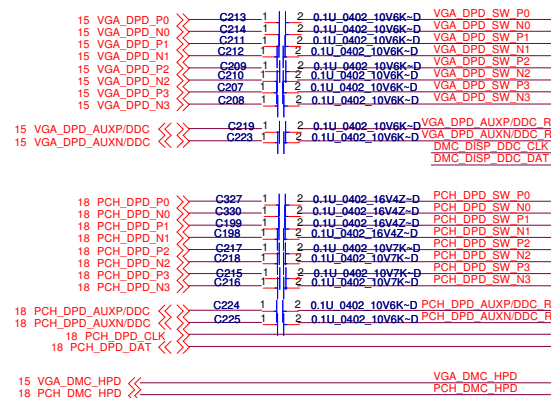 15 VGA_DPD_P0 C213 1 2 0.1U_0402_10V6K~D VGA_DPD_SW_P0
15 VGA_DPD_N0 C214 1 2 0.1U_0402_10V6K~D VGA_DPD_SW_N0
15 VGA_DPD_P1 C211 1 2 0.1U_0402_10V6K~D VGA_DPD_SW_P1
15 VGA_DPD_N1 C212 1 2 0.1U_0402_10V6K~D VGA_DPD_SW_N1
15 VGA_DPD_P2 C209 1 2 0.1U_0402_10V6K~D VGA_DPD_SW_P2
15 VGA_DPD_N2 C210 1 2 0.1U_0402_10V6K~D VGA_DPD_SW_N2
15 VGA_DPD_P3 C207 1 2 0.1U_0402_10V6K~D VGA_DPD_SW_P3
15 VGA_DPD_N3 C208 1 2 0.1U_0402_10V6K~D VGA_DPD_SW_N3
15 VGA_DPD_AUXP/DDC C219 1 2 0.1U_0402_10V6K~D VGA_DPD_AUXP/DDC_R
15 VGA_DPD_AUXN/DDC C223 1 2 0.1U_0402_10V6K~D VGA_DPD_AUXN/DDC_R
DMC_DISP_DDC_CLK
DMC_DISP_DDC_DAT
18 PCH_DPD_P0 C327 1 2 0.1U_0402_16V4Z~D PCH_DPD_SW_P0
18 PCH_DPD_N0 C330 1 2 0.1U_0402_16V4Z~D PCH_DPD_SW_N0
18 PCH_DPD_P1 C199 1 2 0.1U_0402_16V4Z~D PCH_DPD_SW_P1
18 PCH_DPD_N1 C198 1 2 0.1U_0402_16V4Z~D PCH_DPD_SW_N1
18 PCH_DPD_P2 C217 1 2 0.1U_0402_10V7K~D PCH_DPD_SW_P2
18 PCH_DPD_N2 C218 1 2 0.1U_0402_10V7K~D PCH_DPD_SW_N2
18 PCH_DPD_P3 C215 1 2 0.1U_0402_10V7K~D PCH_DPD_SW_P3
18 PCH_DPD_N3 C216 1 2 0.1U_0402_10V7K~D PCH_DPD_SW_N3
18 PCH_DPD_AUXP/DDC C224 1 2 0.1U_0402_10V6K~D PCH_DPD_AUXP/DDC_R
18 PCH_DPD_AUXN/DDC C225 1 2 0.1U_0402_10V6K~D PCH_DPD_AUXN/DDC_R
18 PCH_DPD_CLK
18 PCH_DPD_DAT
15 VGA_DMC_HPD VGA_DMC_HPD
18 PCH_DMC_HPD PCH_DMC_HPD